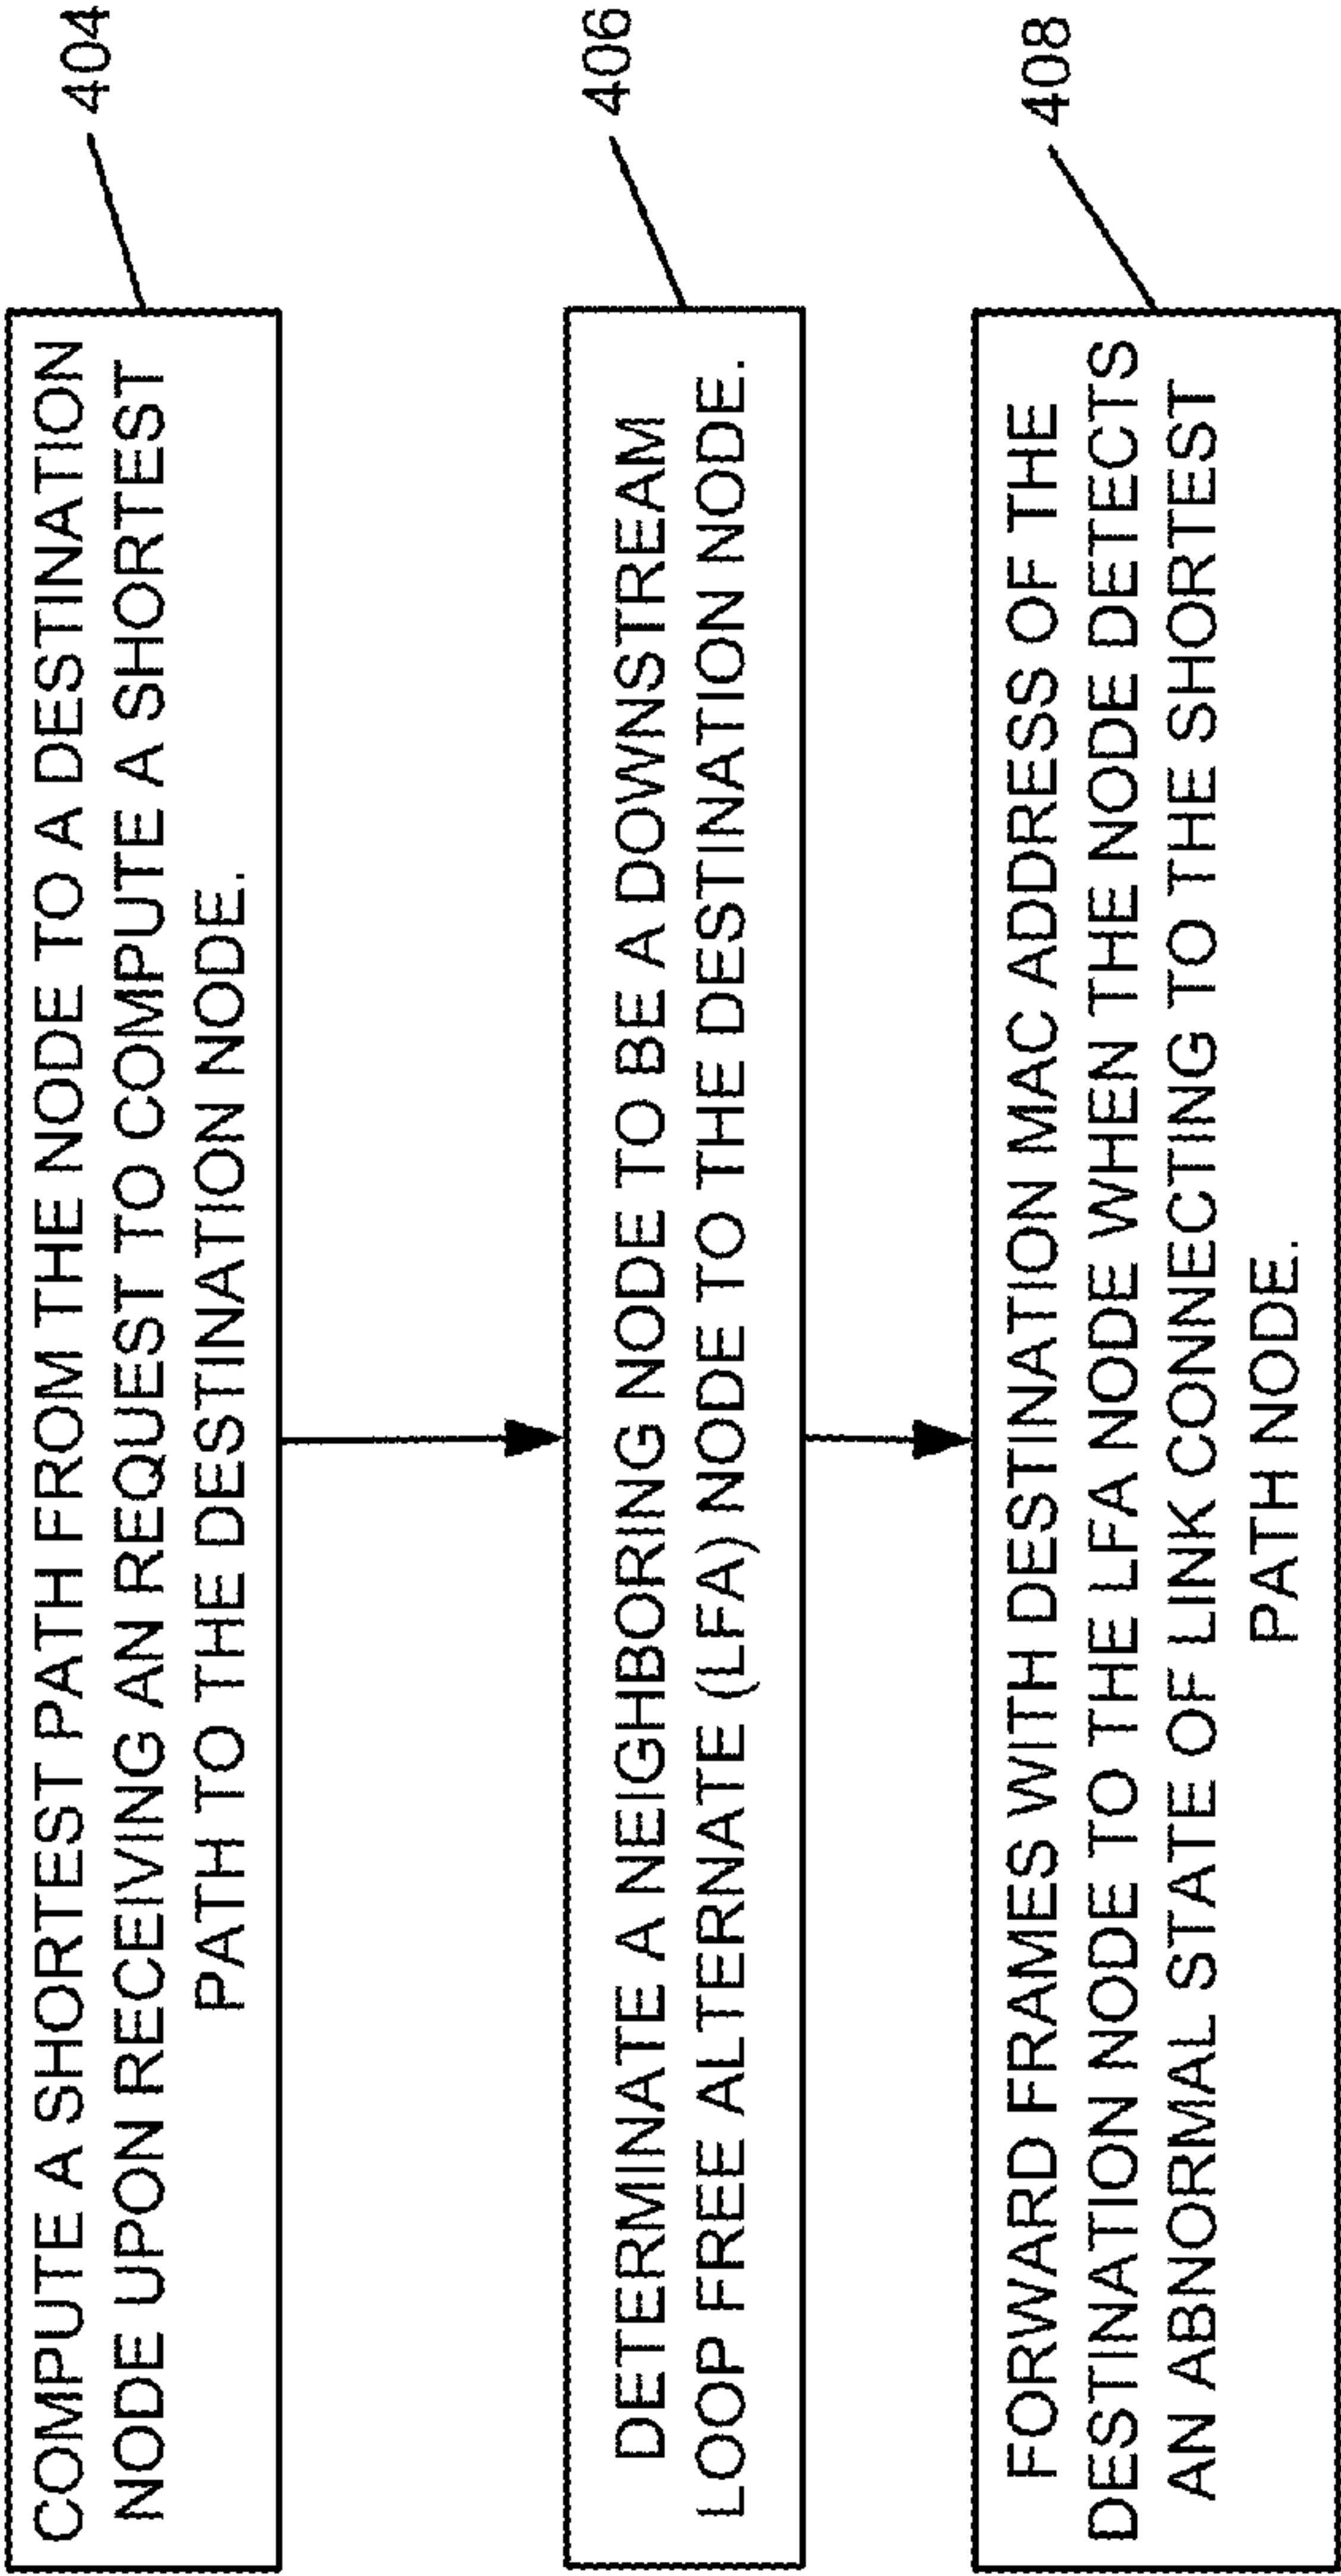 COMPUTE A SHORTEST PATH FROM THE NODE TO A DESTINATION
NODE UPON RECEIVING AN REQUEST TO COMPUTE A SHORTEST
PATH TO THE DESTINATION NODE.
404
DETERMINATE A NEIGHBORING NODE TO BE A DOWNSTREAM
LOOP FREE ALTERNATE (LFA) NODE TO THE DESTINATION NODE.
406
FORWARD FRAMES WITH DESTINATION MAC ADDRESS OF THE
DESTINATION NODE TO THE LFA NODE WHEN THE NODE DETECTS
AN ABNORMAL STATE OF LINK CONNECTING TO THE SHORTEST
PATH NODE.
408